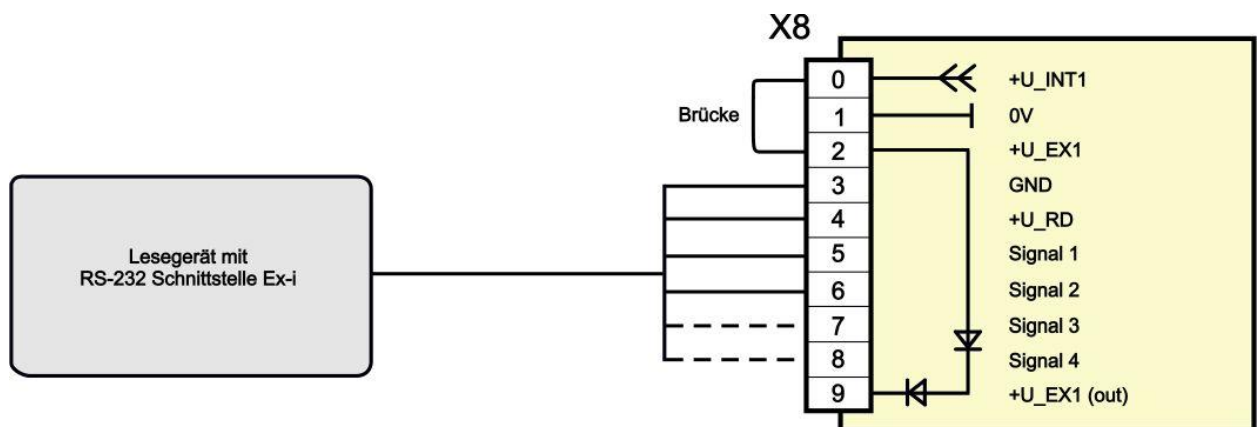 X8
0 +U_INT1
Brücke 1 0V
2 +U_EX1
3 GND
4 +U_RD
Lesegerät mit
RS-232 Schnittstelle Ex-i
5 Signal 1
6 Signal 2
7 Signal 3
8 Signal 4
9 +U_EX1 (out)